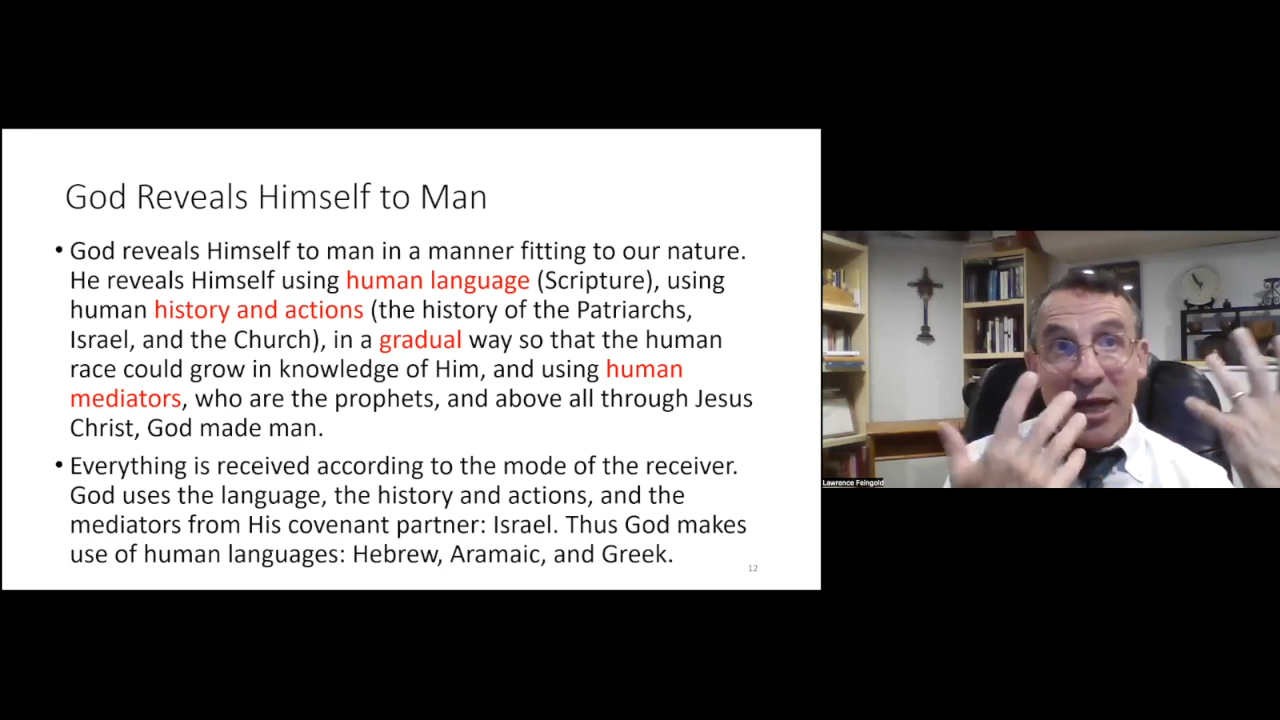 God Reveals Himself to Man
• God reveals Himself to man in a manner fitting to our nature.
He reveals Himself using human language (Scripture), using
human history and actions (the history of the Patriarchs,
Israel, and the Church), in a gradual way so that the human
race could grow in knowledge of Him, and using human
mediators, who are the prophets, and above all through Jesus
Christ, God made man.
• Everything is received according to the mode of the receiver.
God uses the language, the history and actions, and the
mediators from His covenant partner: Israel. Thus God makes
use of human languages: Hebrew, Aramaic, and Greek.
12
Lawrence Feingold